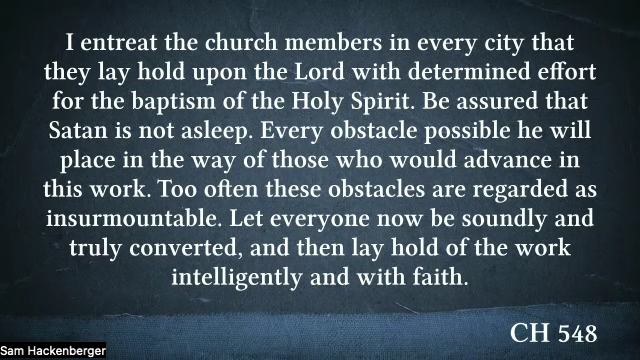 I entreat the church members in every city that
they lay hold upon the Lord with determined effort
for the baptism of the Holy Spirit. Be assured that
Satan is not asleep. Every obstacle possible he will
place in the way of those who would advance in
this work. Too often these obstacles are regarded as
insurmountable. Let everyone now be soundly and
truly converted, and then lay hold of the work
intelligently and with faith.
CH 548
Sam Hackenberger